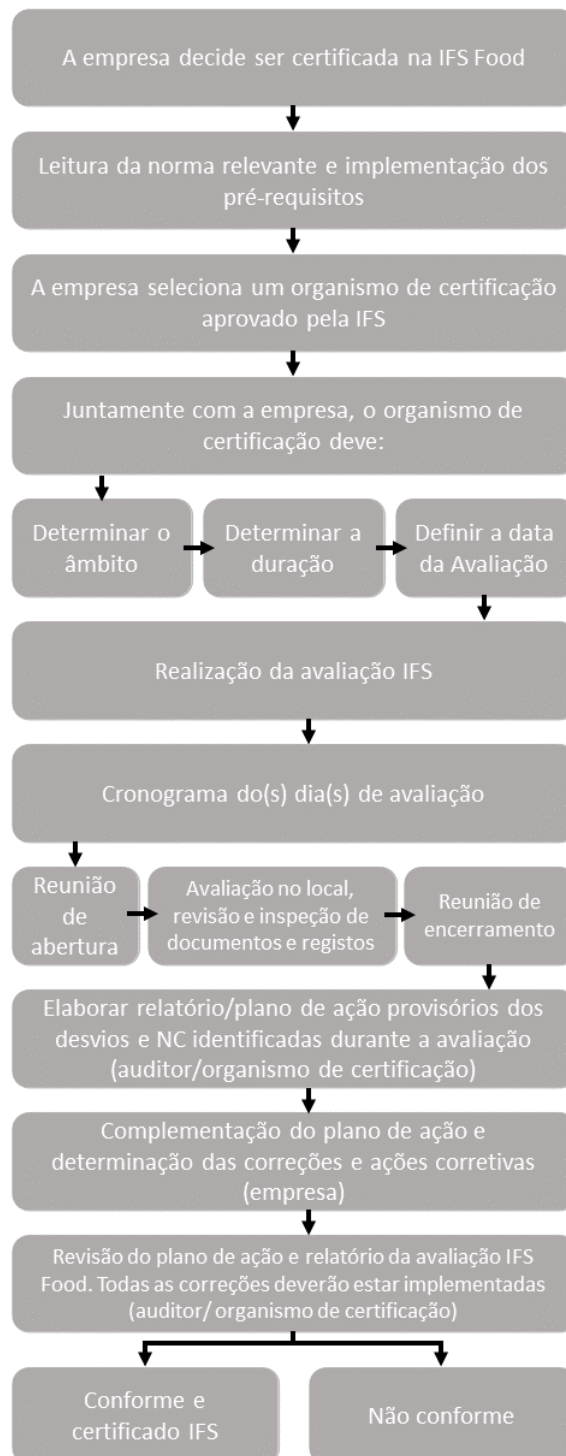 A empresa decide ser certificada na IFS Food
Leitura da norma relevante e implementação dos
pré-requisitos
A empresa seleciona um organismo de certificação
aprovado pela IFS
Juntamente com a empresa, o organismo de
certificação deve:
Determinar o
âmbito
Determinar a
duração
Definir a data
da Avaliação
Realização da avaliação IFS
Cronograma do(s) dia(s) de avaliação
Reunião
de
abertura
Avaliação no local,
revisão e inspeção de
documentos e registos
Reunião de
encerramento
Elaborar relatório/plano de ação provisórios dos
desvios e NC identificadas durante a avaliação
(auditor/organismo de certificação)
Complementação do plano de ação e
determinação das correções e ações corretivas
(empresa)
Revisão do plano de ação e relatório da avaliação IFS
Food. Todas as correções deverão estar implementadas
(auditor/ organismo de certificação)
Conforme e
certificado IFS
Não conforme